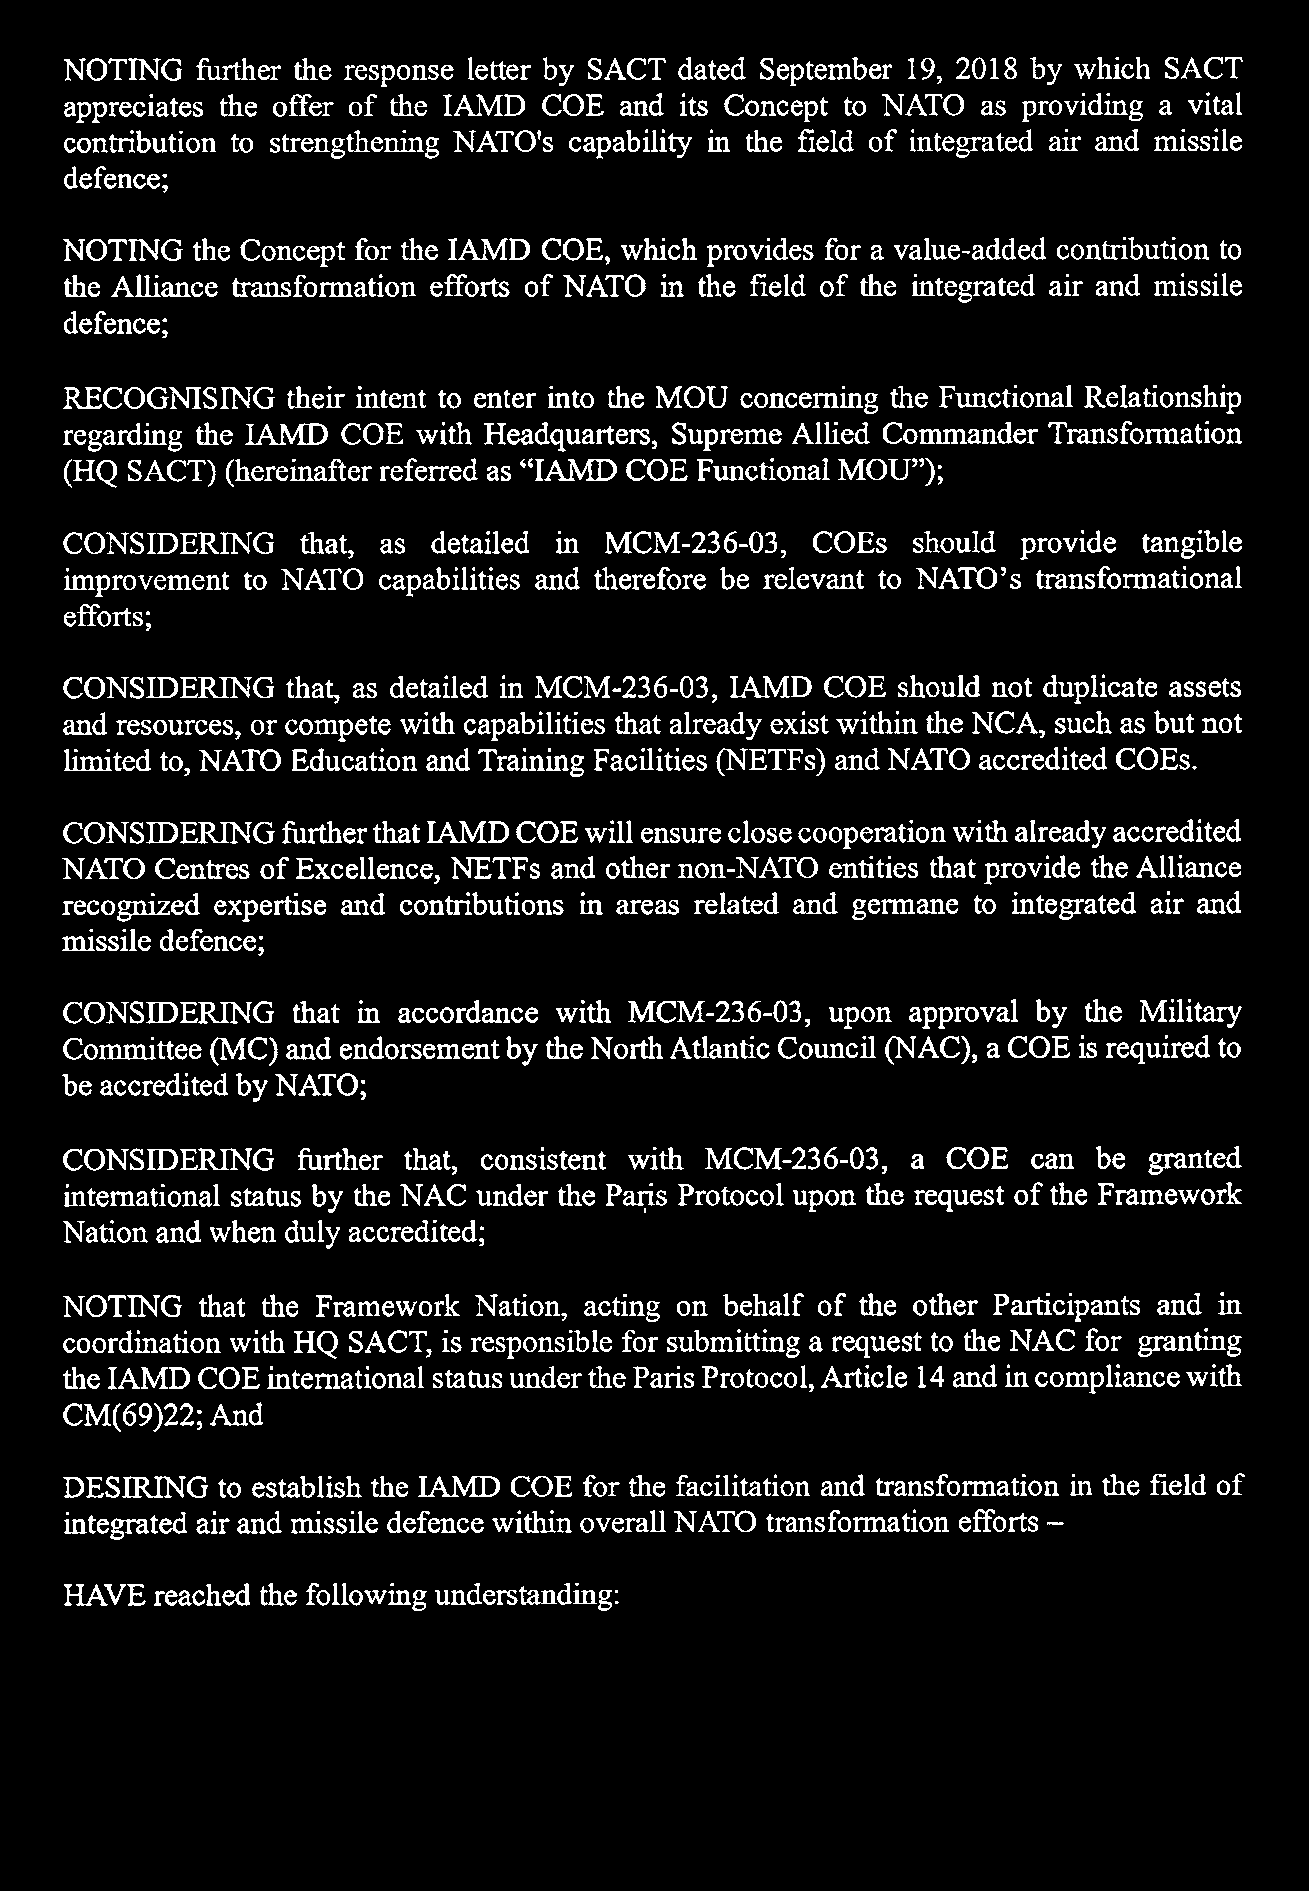 NOTING further the response letter by SACT dated September 19, 2018 by which SACT
appreciates the offer of the IAMD COE and its Concept to NATO as providing a vital
contribution to strengthening NATO's capability in the field of integrated air and missile
defence;
NOTING the Concept for the IAMD COE, which provides for a value-added contribution to
the Alliance transformation efforts of NATO in the field of the integrated air and missile
defence;
RECOGNISING their intent to enter into the MOU concerning the Functional Relationship
regarding the IAMD COE with Headquarters, Supreme Allied Commander Transformation
(HQ SACT) (hereinafter referred as “IAMD COE Functional MOU”);
CONSIDERING that, as detailed in MCM-236-03, COEs should provide tangible
improvement to NATO capabilities and therefore be relevant to NATO’s transformational
efforts;
CONSIDERING that, as detailed in MCM-236-03, IAMD COE should not duplicate assets
and resources, or compete with capabilities that already exist within the NCA, such as but not
limited to, NATO Education and Training Facilities (NETFs) and NATO accredited COEs.
CONSIDERING further that IAMD COE will ensure close cooperation with already accredited
NATO Centres of Excellence, NETFs and other non-NATO entities that provide the Alliance
recognized expertise and contributions in areas related and germane to integrated air and
missile defence;
CONSIDERING that in accordance with MCM-236-03, upon approval by the Military
Committee (MC) and endorsement by the North Atlantic Council (NAC), a COE is required to
be accredited by NATO;
CONSIDERING further that, consistent with MCM-236-03, a COE can be granted
international status by the NAC under the Paris Protocol upon the request of the Framework
Nation and when duly accredited;
NOTING that the Framework Nation, acting on behalf of the other Participants and in
coordination with HQ SACT, is responsible for submitting a request to the NAC for granting
the IAMD COE international status under the Paris Protocol, Article 14 and in compliance with
CM(69)22; And
DESIRING to establish the IAMD COE for the facilitation and transformation in the field of
integrated air and missile defence within overall NATO transformation efforts –
HAVE reached the following understanding: